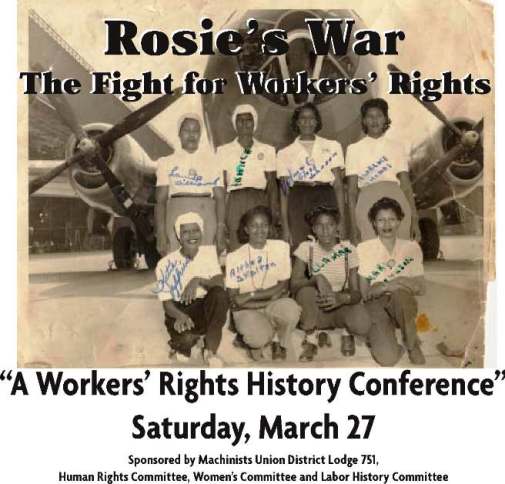 Rosie's War
The Fight for Workers' Rights
"A Workers' Rights History Conference"
Saturday, March 27
Sponsored by Machinists Union District Lodge 751,
Human Rights Committee, Women's Committee and Labor History Committee